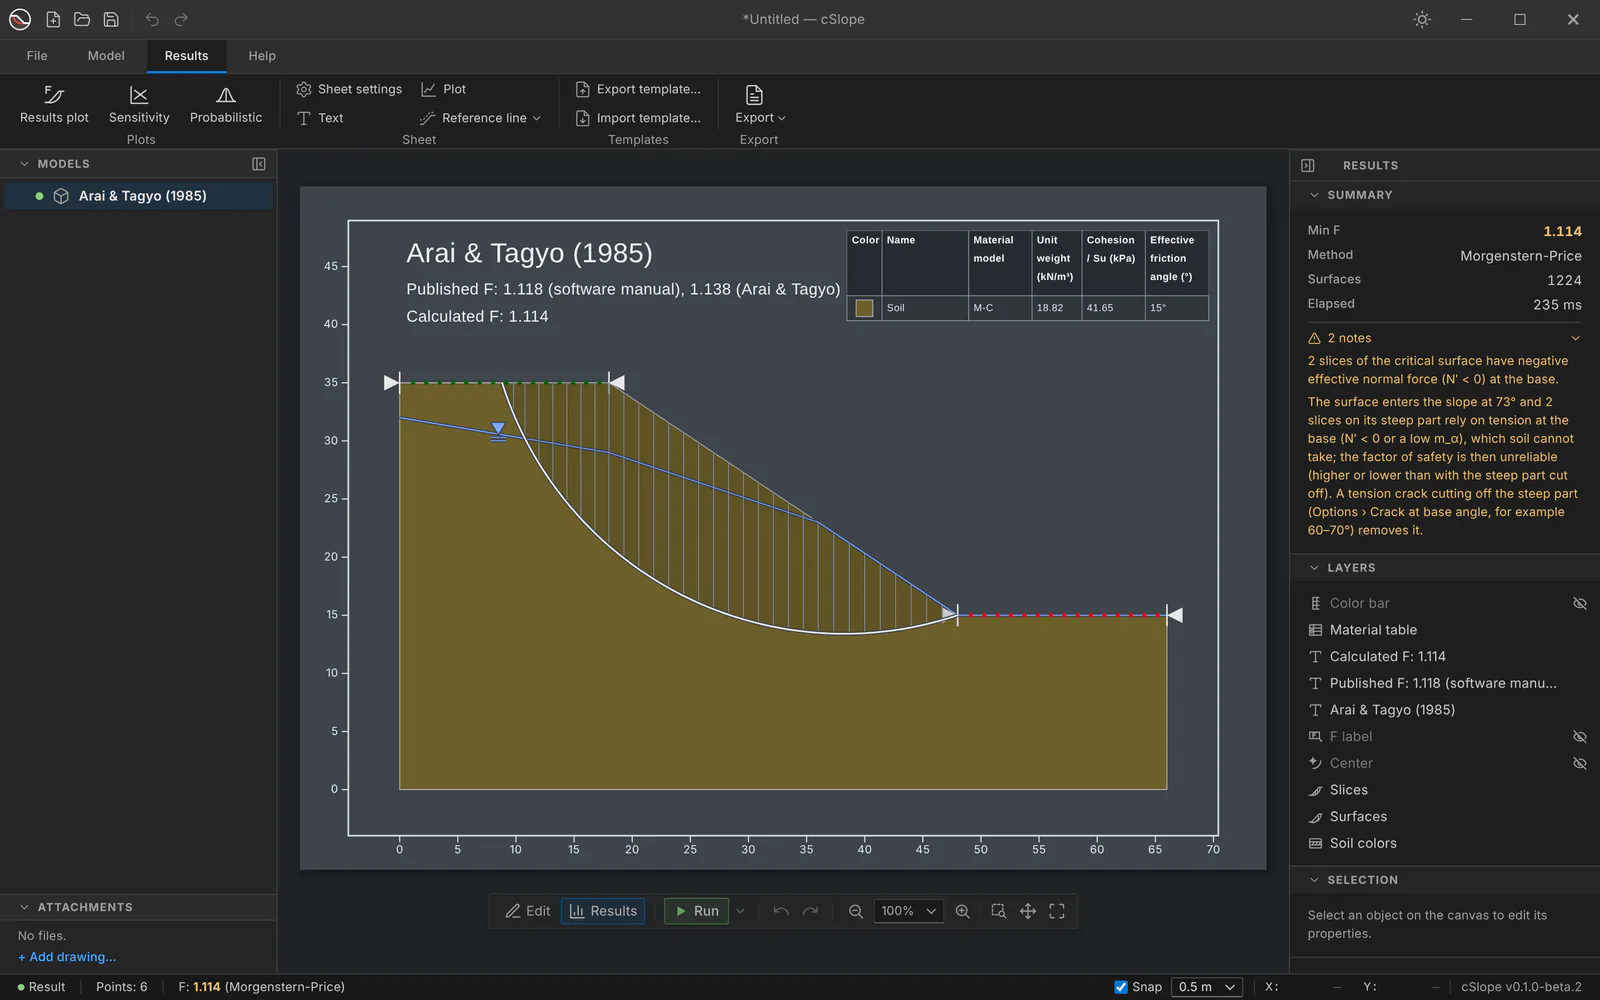 *Untitled — cSlope
File
Model
Results
Help
Results plot
Sensitivity
Probabilistic
Plots
Sheet settings
Plot
Text
Reference line
Sheet
Export template...
Import template...
Templates
Export
Export
MODELS
Arai & Tagyo (1985)
ATTACHMENTS
No files.
+ Add drawing...
Arai & Tagyo (1985)
Published F: 1.118 (software manual), 1.138 (Arai & Tagyo)
Calculated F: 1.114
Color Name Material model Unit weight (kN/m³) Cohesion / Su (kPa) Effective friction angle (°)
Soil M-C 18.82 41.65 15°
45
40
35
30
25
20
15
10
5
0
0 5 10 15 20 25 30 35 40 45 50 55 60 65 70
Edit
Results
Run
100%
RESULTS
SUMMARY
Min F 1.114
Method Morgenstern-Price
Surfaces 1224
Elapsed 235 ms
2 notes
2 slices of the critical surface have negative
effective normal force (N' < 0) at the base.
The surface enters the slope at 73° and 2
slices on its steep part rely on tension at the
base (N' < 0 or a low m_α), which soil cannot
take; the factor of safety is then unreliable
(higher or lower than with the steep part cut
off). A tension crack cutting off the steep part
(Options › Crack at base angle, for example
60–70°) removes it.
LAYERS
Color bar
Material table
Calculated F: 1.114
Published F: 1.118 (software manu...
Arai & Tagyo (1985)
F label
Center
Slices
Surfaces
Soil colors
SELECTION
Select an object on the canvas to edit its
properties.
Result
Points: 6
F: 1.114 (Morgenstern-Price)
Snap
0.5 m
X: –
Y: –
cSlope v0.1.0-beta.2